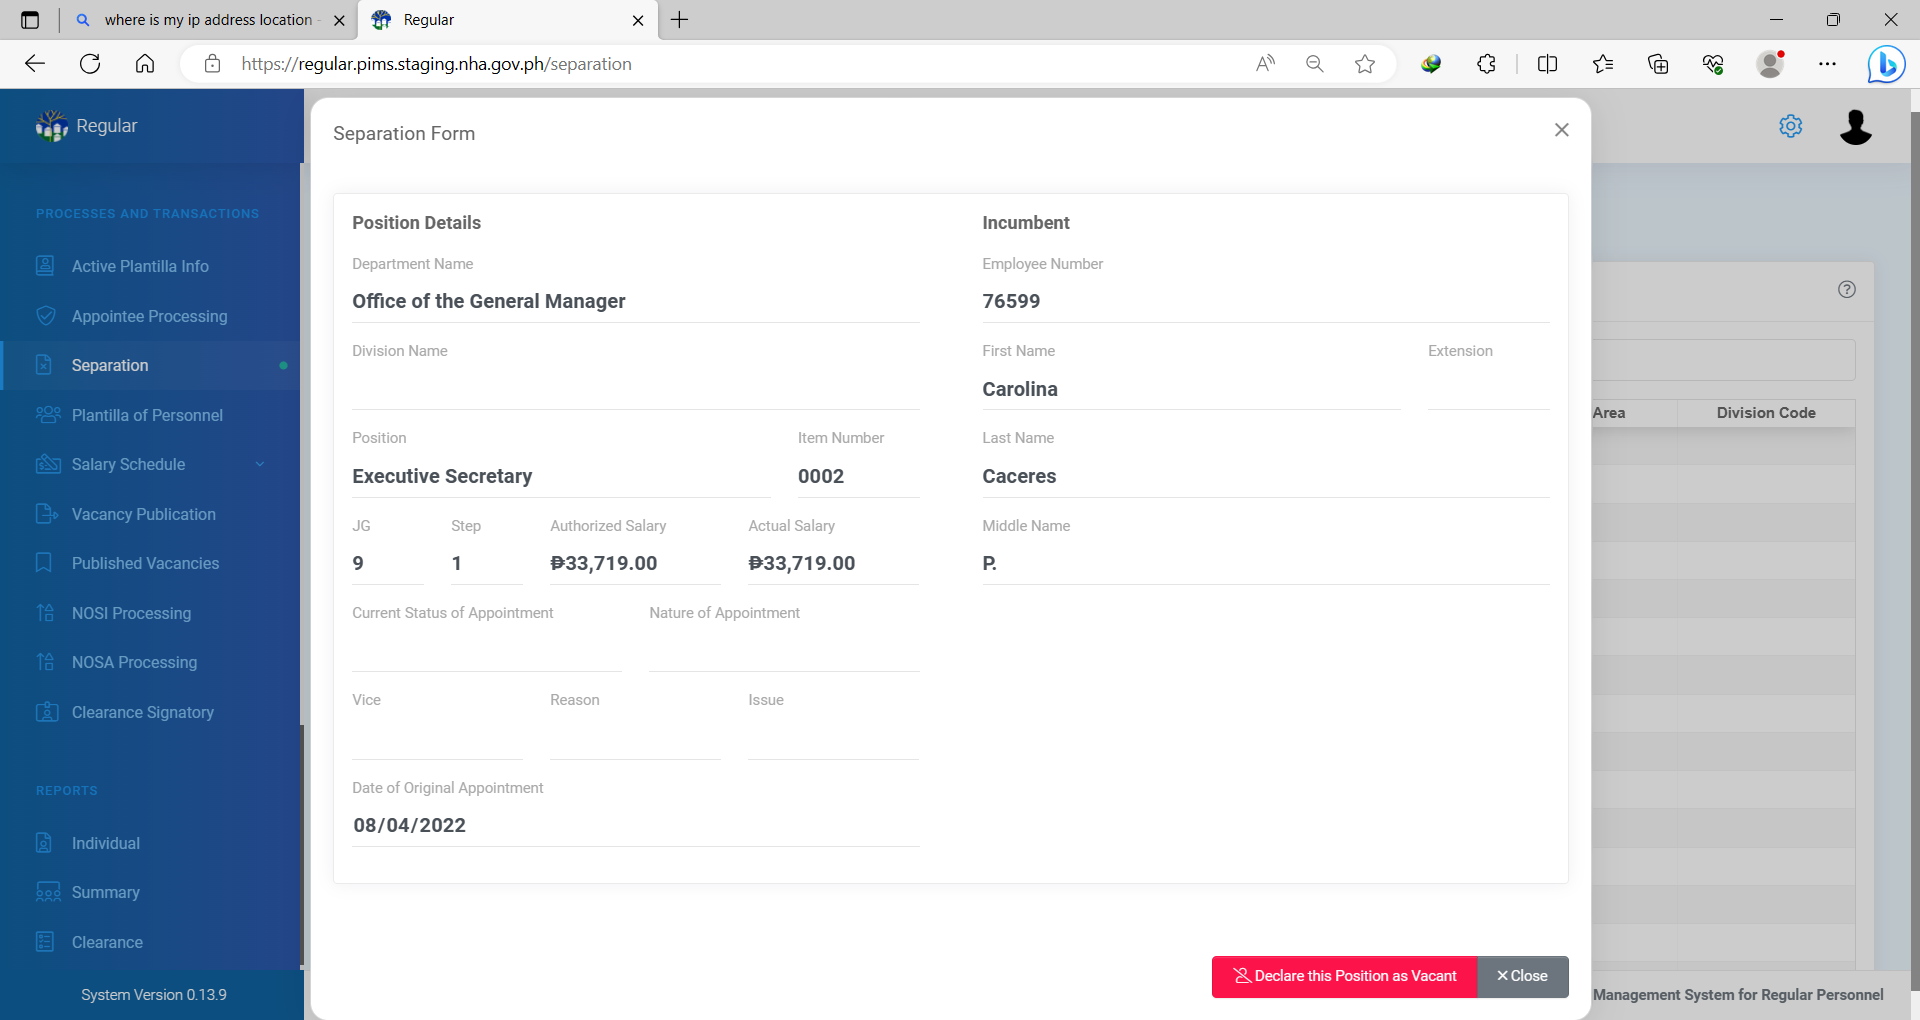 where is my ip address location
Regular
https://regular.pims.staging.nha.gov.ph/separation
Regular
PROCESSES AND TRANSACTIONS
Active Plantilla Info
Appointee Processing
Separation
Plantilla of Personnel
Salary Schedule
Vacancy Publication
Published Vacancies
NOSI Processing
NOSA Processing
Clearance Signatory
REPORTS
Individual
Summary
Clearance
System Version 0.13.9
Separation Form
Position Details
Department Name
Office of the General Manager
Division Name
Position Item Number
Executive Secretary 0002
JG Step Authorized Salary Actual Salary
9 1 ₱33,719.00 ₱33,719.00
Current Status of Appointment Nature of Appointment
Vice Reason Issue
Date of Original Appointment
08/04/2022
Incumbent
Employee Number
76599
First Name Extension
Carolina
Last Name
Caceres
Middle Name
P.
Declare this Position as Vacant
Close
Area Division Code
Management System for Regular Personnel